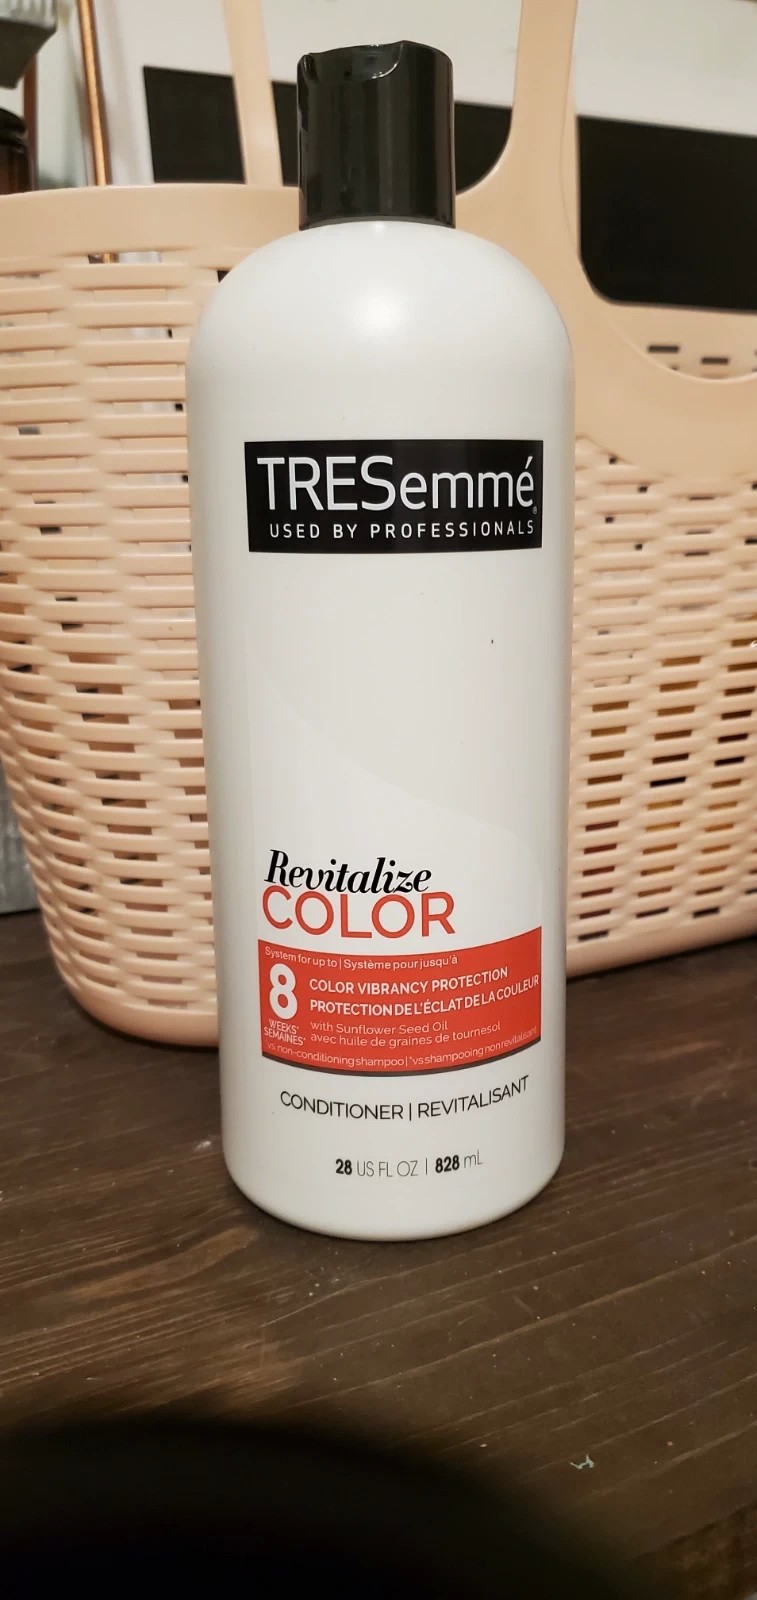 TRESemmé®
USED BY PROFESSIONALS
Revitalize
COLOR
System for up to | Système pour jusqu'à
8
WEEKS*
SEMAINES*
COLOR VIBRANCY PROTECTION
PROTECTION DE L'ÉCLAT DE LA COULEUR
with Sunflower Seed Oil
avec huile de graines de tournesol
*vs non-conditioning shampoo | *vs shampooing non revitalisant
CONDITIONER | REVITALISANT
28 US FL OZ | 828 mL